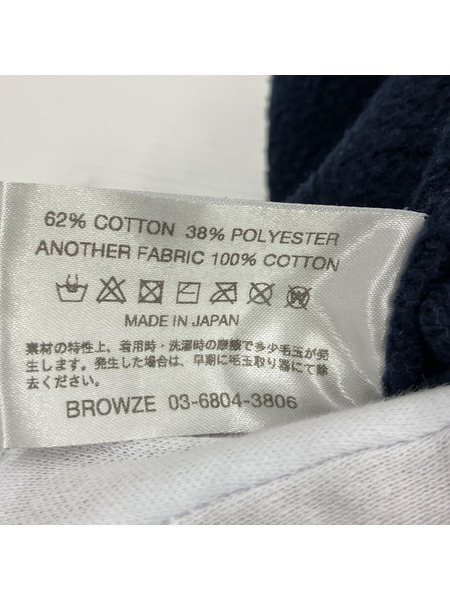 62% COTTON 38% POLYESTER
ANOTHER FABRIC 100% COTTON
MADE IN JAPAN
素材の特性上、着用時・洗濯時の摩擦で多少毛玉が発
生します。発生した場合は、早期に毛玉取り器にて除
去ください。
BROWZE 03-6804-3806